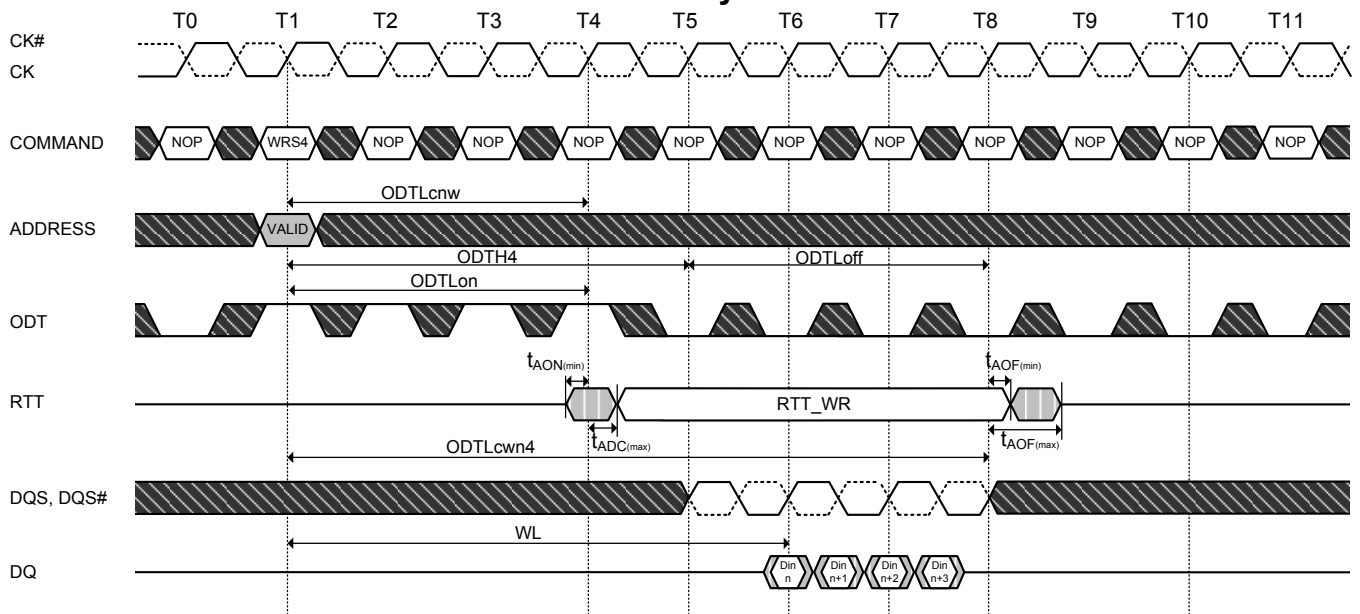 y
T0 T1 T2 T3 T4 T5 T6 T7 T8 T9 T10 T11
CK#
CK
COMMAND NOP WRS4 NOP NOP NOP NOP NOP NOP NOP NOP NOP NOP
ODTLcnw
ADDRESS VALID
ODTH4 ODTLoff
ODTLon
ODT
tAON(min) tAOF(min)
RTT RTT_WR
tADC(max) tAOF(max)
ODTLcwn4
DQS, DQS#
WL
DQ Din n Din n+1 Din n+2 Din n+3